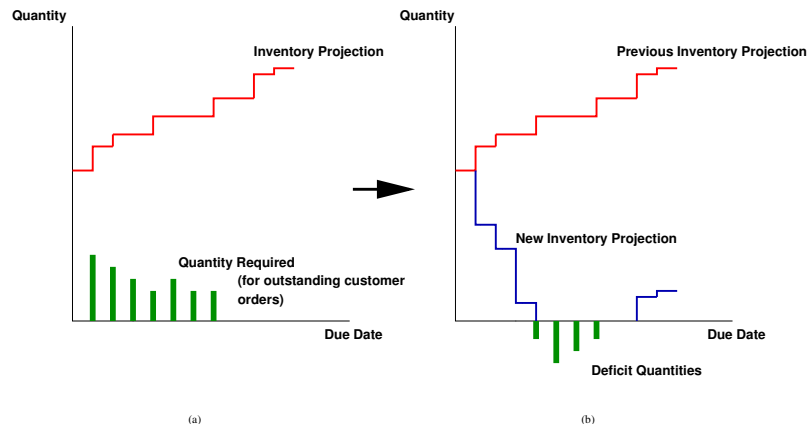 Quantity
Inventory Projection
Quantity Required
(for outstanding customer
orders)
Due Date
(a)
Quantity
Previous Inventory Projection
New Inventory Projection
Due Date
Deficit Quantities
(b)